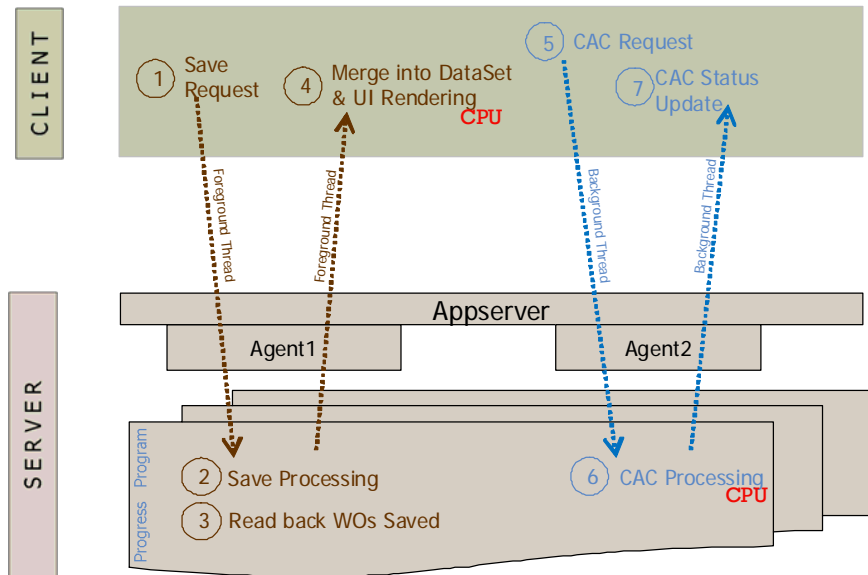 CLIENT
1 Save Request
4 Merge into DataSet
& UI Rendering
CPU
5 CAC Request
7 CAC Status
Update
Foreground Thread
Foreground Thread
Background Thread
Background Thread
SERVER
Appserver
Agent1
Agent2
Progress Program
2 Save Processing
3 Read back WOs Saved
6 CAC Processing
CPU